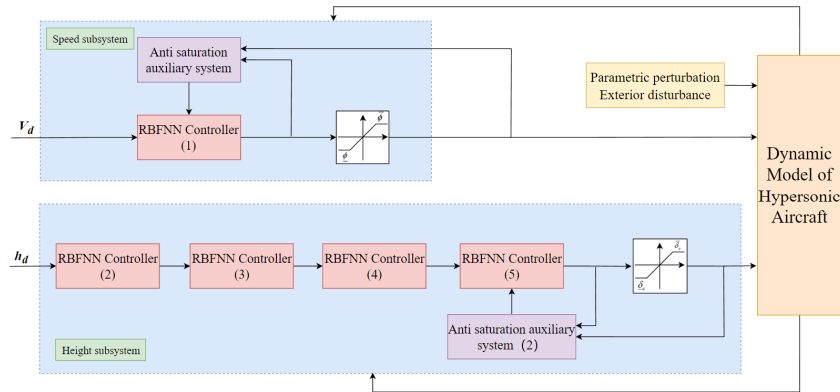 Speed subsystem
Anti saturation
auxiliary system
V_d
RBFNN Controller
(1)
ϕ̅
ϕ̲
Parametric perturbation
Exterior disturbance
Dynamic
Model of
Hypersonic
Aircraft
h_d
RBFNN Controller
(2)
RBFNN Controller
(3)
RBFNN Controller
(4)
RBFNN Controller
(5)
δ̅_e
δ̲_e
Anti saturation auxiliary
system (2)
Height subsystem